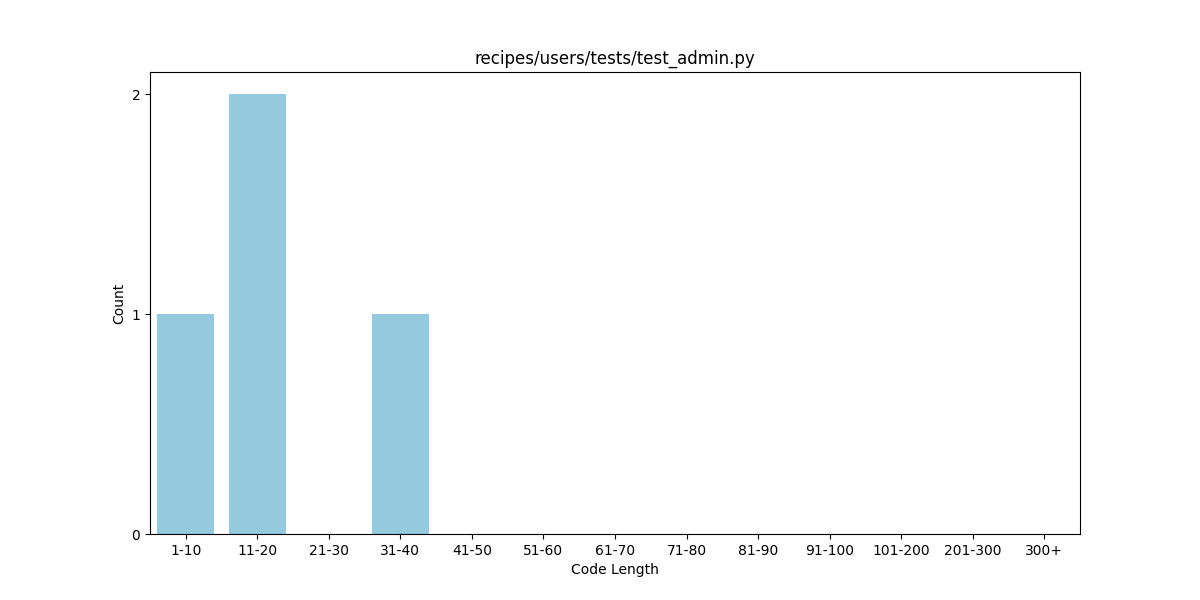 recipes/users/tests/test_admin.py
2
1
0
Count
1-10 11-20 21-30 31-40 41-50 51-60 61-70 71-80 81-90 91-100 101-200 201-300 300+
Code Length